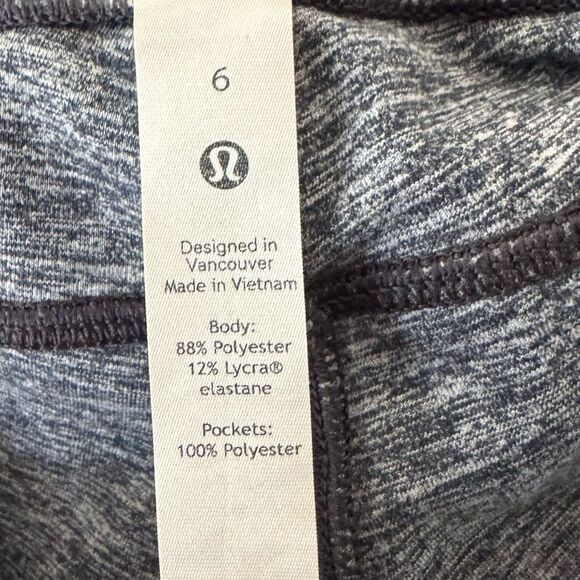 6
Designed in
Vancouver
Made in Vietnam
Body:
88% Polyester
12% Lycra®
elastane
Pockets:
100% Polyester